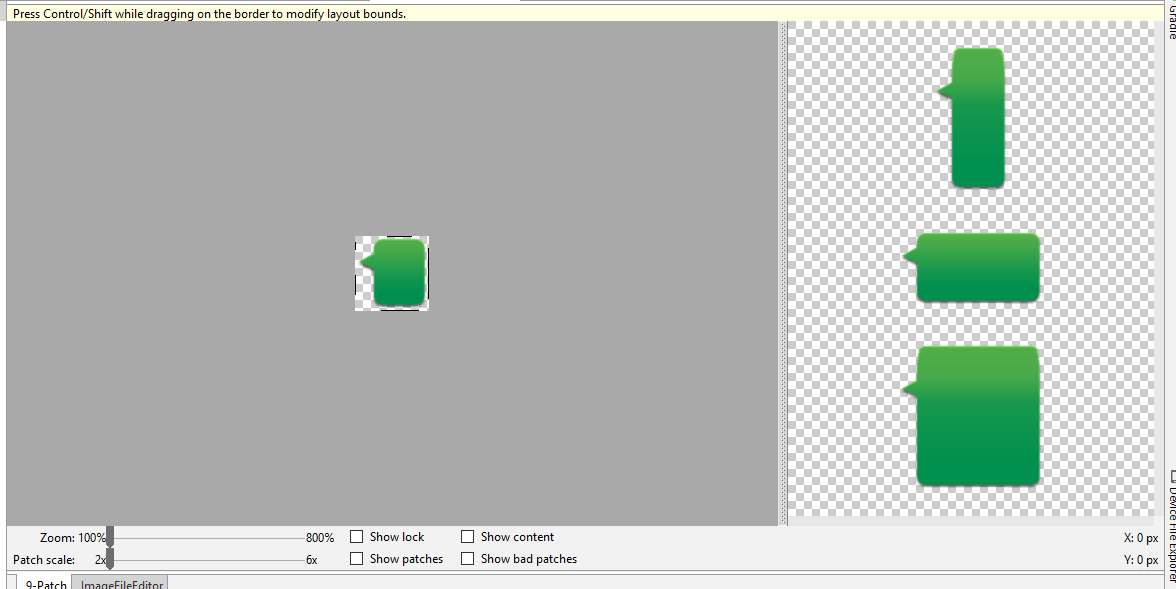 Press Control/Shift while dragging on the border to modify layout bounds.
Gradle
Zoom: 100% 800% Show lock Show content X: 0 px
Patch scale: 2x 6x Show patches Show bad patches Y: 0 px
Device File Explorer
9-Patch ImageFileEditor